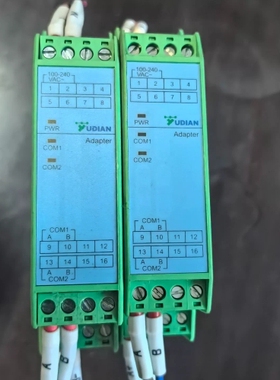 100-240
VAC~
1 2 3 4
5 6 7 8
PWR YUDIAN
Adapter
COM1
COM2
COM1
A B
9 10 11 12
13 14 15 16
A B
COM2
100-240
VAC~
1 2 3 4
5 6 7 8
PWR YUDIAN
Adapter
COM1
COM2
COM1
A B
9 10 11 12
13 14 15 16
A B
COM2
A B A B